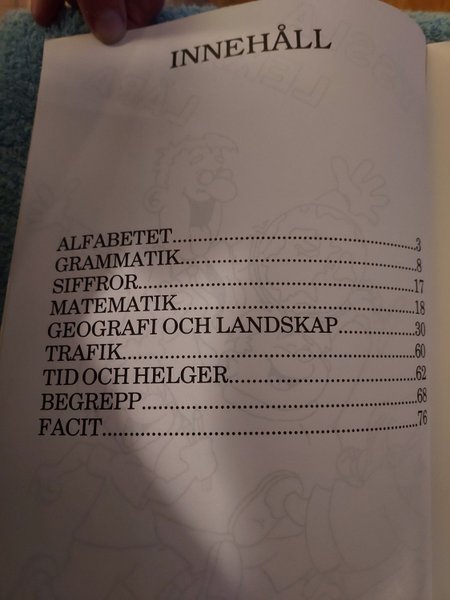 INNEHÅLL
ALFABETET 3
GRAMMATIK 8
SIFFROR 17
MATEMATIK 18
GEOGRAFI OCH LANDSKAP 30
TRAFIK 60
TID OCH HELGER 62
BEGREPP 68
FACIT 76